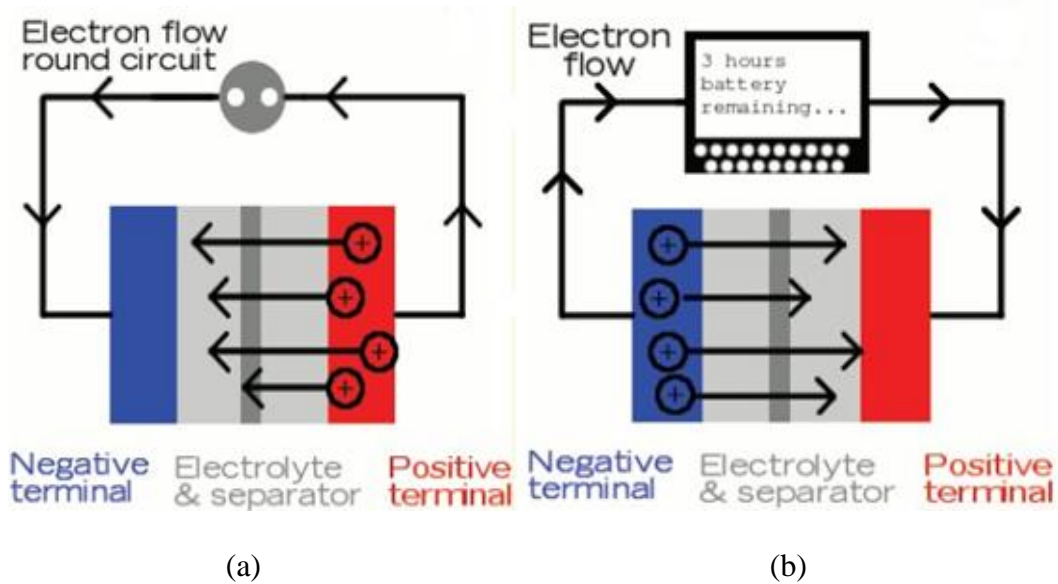 Electron flow
round circuit
+
+
+
+
Negative
terminal
Electrolyte
& separator
Positive
terminal
(a)
Electron
flow
3 hours
battery
remaining...
+
+
+
+
Negative
terminal
Electrolyte
& separator
Positive
terminal
(b)